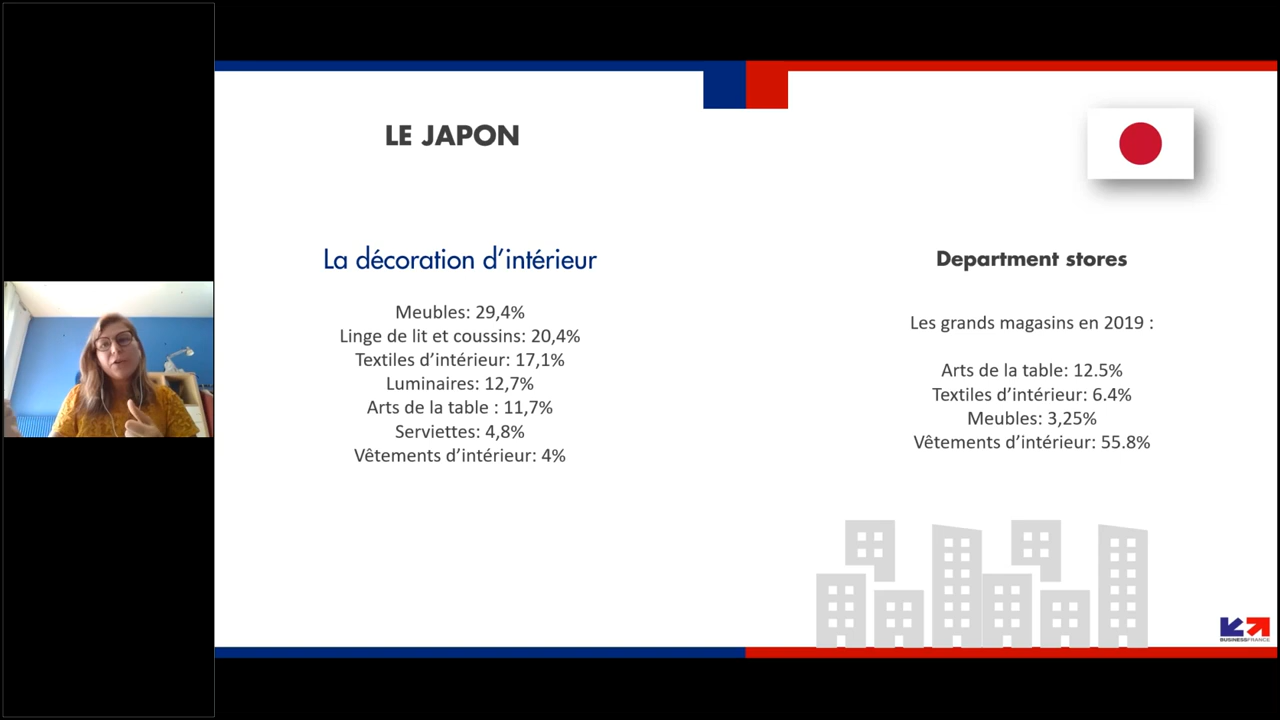 LE JAPON
La décoration d'intérieur
Meubles: 29,4%
Linge de lit et coussins: 20,4%
Textiles d'intérieur: 17,1%
Luminaires: 12,7%
Arts de la table : 11,7%
Serviettes: 4,8%
Vêtements d'intérieur: 4%
Department stores
Les grands magasins en 2019 :
Arts de la table: 12.5%
Textiles d'intérieur: 6.4%
Meubles: 3,25%
Vêtements d'intérieur: 55.8%
BUSINESSFRANCE